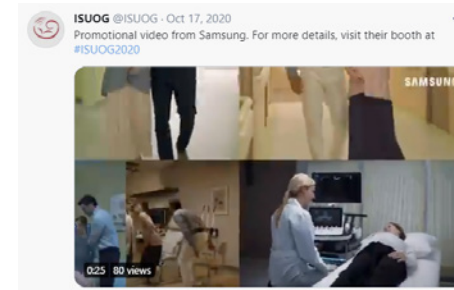 ISUOG @ISUOG · Oct 17, 2020
Promotional video from Samsung. For more details, visit their booth at
#ISUOG2020
SAMSUNG
0:25 80 views